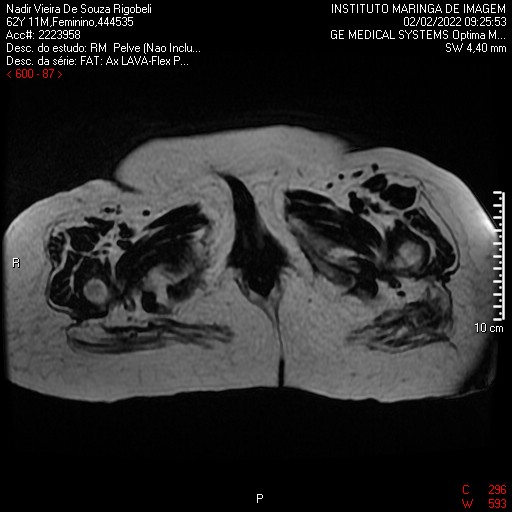 Nadir Vieira De Souza Rigobeli
62Y 11M,Feminino,444535
Acc#: 2223958
Desc. do estudo: RM Pelve (Nao Inclu...
Desc. da série: FAT: Ax LAVA-Flex P...
< 600 - 87 >
INSTITUTO MARINGA DE IMAGEM
02/02/2022 09:25:53
GE MEDICAL SYSTEMS Optima M...
SW 4,40 mm
R
10 cm
P
C 296
W 593